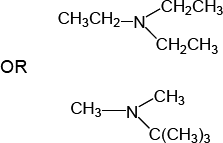 CH₂CH₃
CH₃CH₂–N
CH₂CH₃
OR
CH₃
CH₃–N
C(CH₃)₃